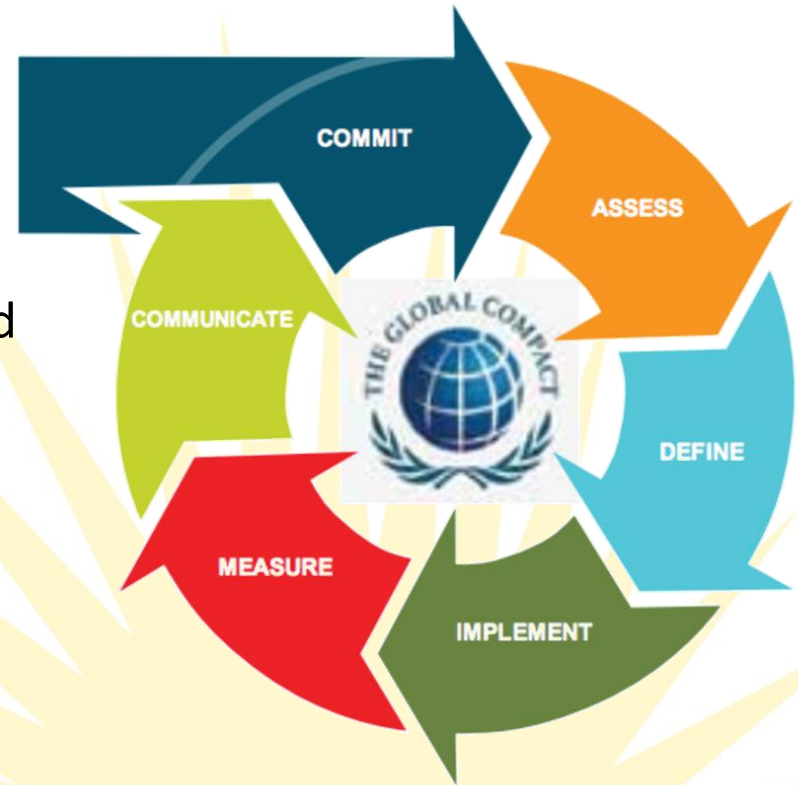 COMMIT
ASSESS
d
COMMUNICATE
THE GLOBAL COMPACT
DEFINE
MEASURE
IMPLEMENT